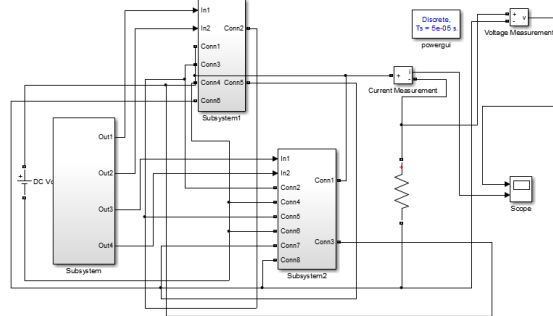 In1
In2
Conn1
Conn3
Conn4
Conn6
Conn2
Conn5
Subsystem1
Discrete,
Ts = 5e-05 s.
powergui
+
-
v
Voltage Measurement
+
i
-
Current Measurement
Out1
Out2
Out3
Out4
Subsystem
+
DC Vo
In1
In2
Conn2
Conn4
Conn5
Conn6
Conn7
Conn8
Conn1
Conn3
Subsystem2
+
Scope